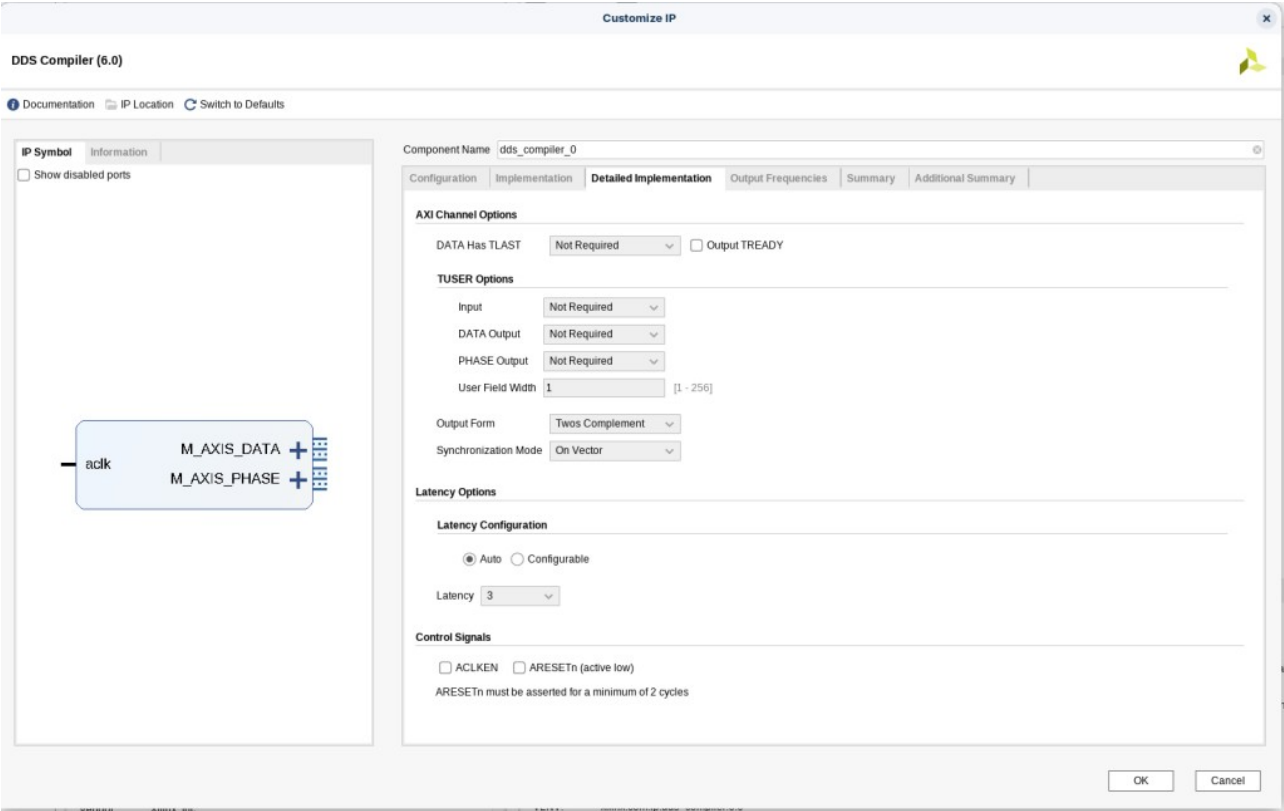 Customize IP
DDS Compiler (6.0)
Documentation IP Location Switch to Defaults
IP Symbol Information
Show disabled ports
aclk
M_AXIS_DATA
M_AXIS_PHASE
Component Name dds_compiler_0
Configuration Implementation Detailed Implementation Output Frequencies Summary Additional Summary
AXI Channel Options
DATA Has TLAST Not Required Output TREADY
TUSER Options
Input Not Required
DATA Output Not Required
PHASE Output Not Required
User Field Width 1 [1 - 256]
Output Form Twos Complement
Synchronization Mode On Vector
Latency Options
Latency Configuration
Auto Configurable
Latency 3
Control Signals
ACLKEN ARESETn (active low)
ARESETn must be asserted for a minimum of 2 cycles
OK Cancel